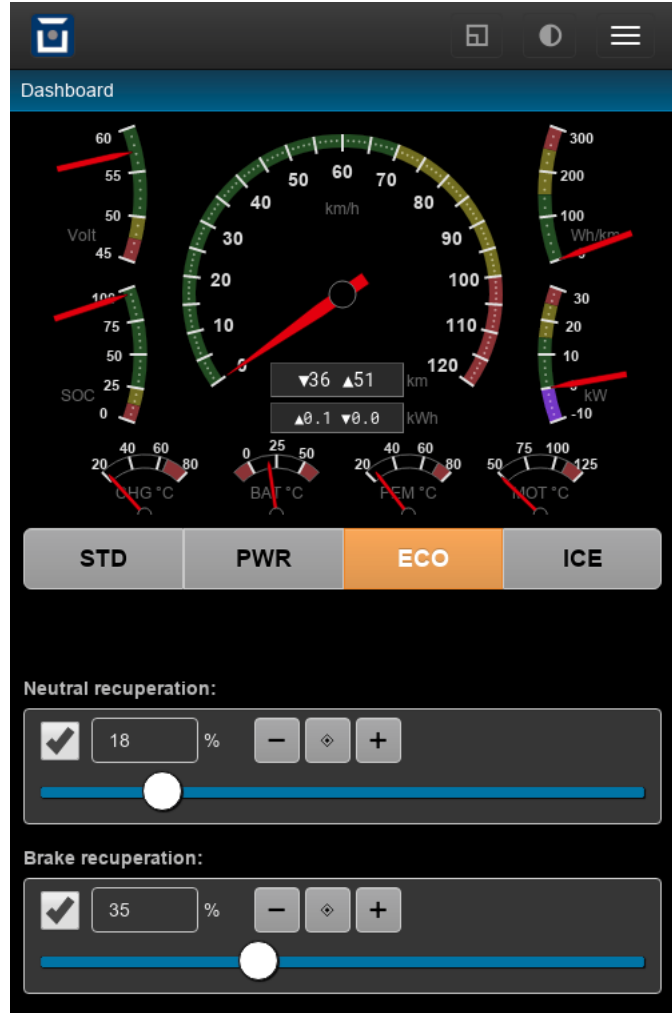 Dashboard
60
55
50
Volt
45
0 10 20 30 40 50 60 70 80 90 100 110 120
km/h
300
200
100
Wh/km
100
75
50
SOC 25
0
▼36 ▲51 km
▲0.1 ▼0.0 kWh
30
20
10
kW
-10
20 40 60 80
CHG °C
0 25 50
BAT °C
20 40 60 80
PEM °C
50 75 100 125
MOT °C
STD PWR ECO ICE
Neutral recuperation:
18 %
Brake recuperation:
35 %